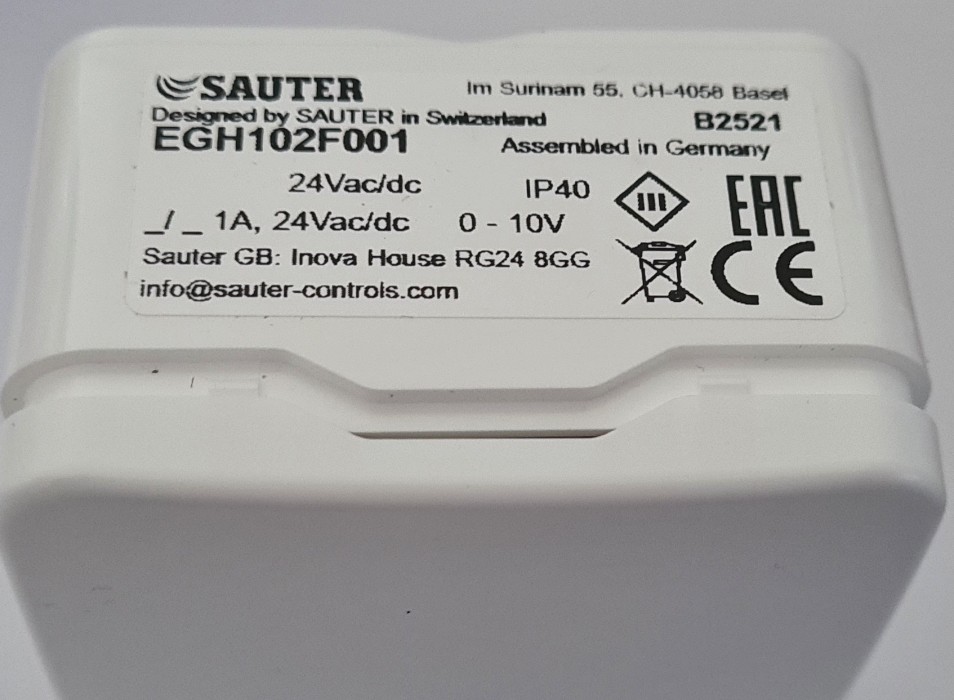 SAUTER Im Surinam 55, CH-4058 Basel
Designed by SAUTER in Switzerland B2521
EGH102F001 Assembled in Germany
24Vac/dc IP40
_/ _ 1A, 24Vac/dc 0 - 10V
III EAC
Sauter GB: Inova House RG24 8GG CE
info@sauter-controls.com